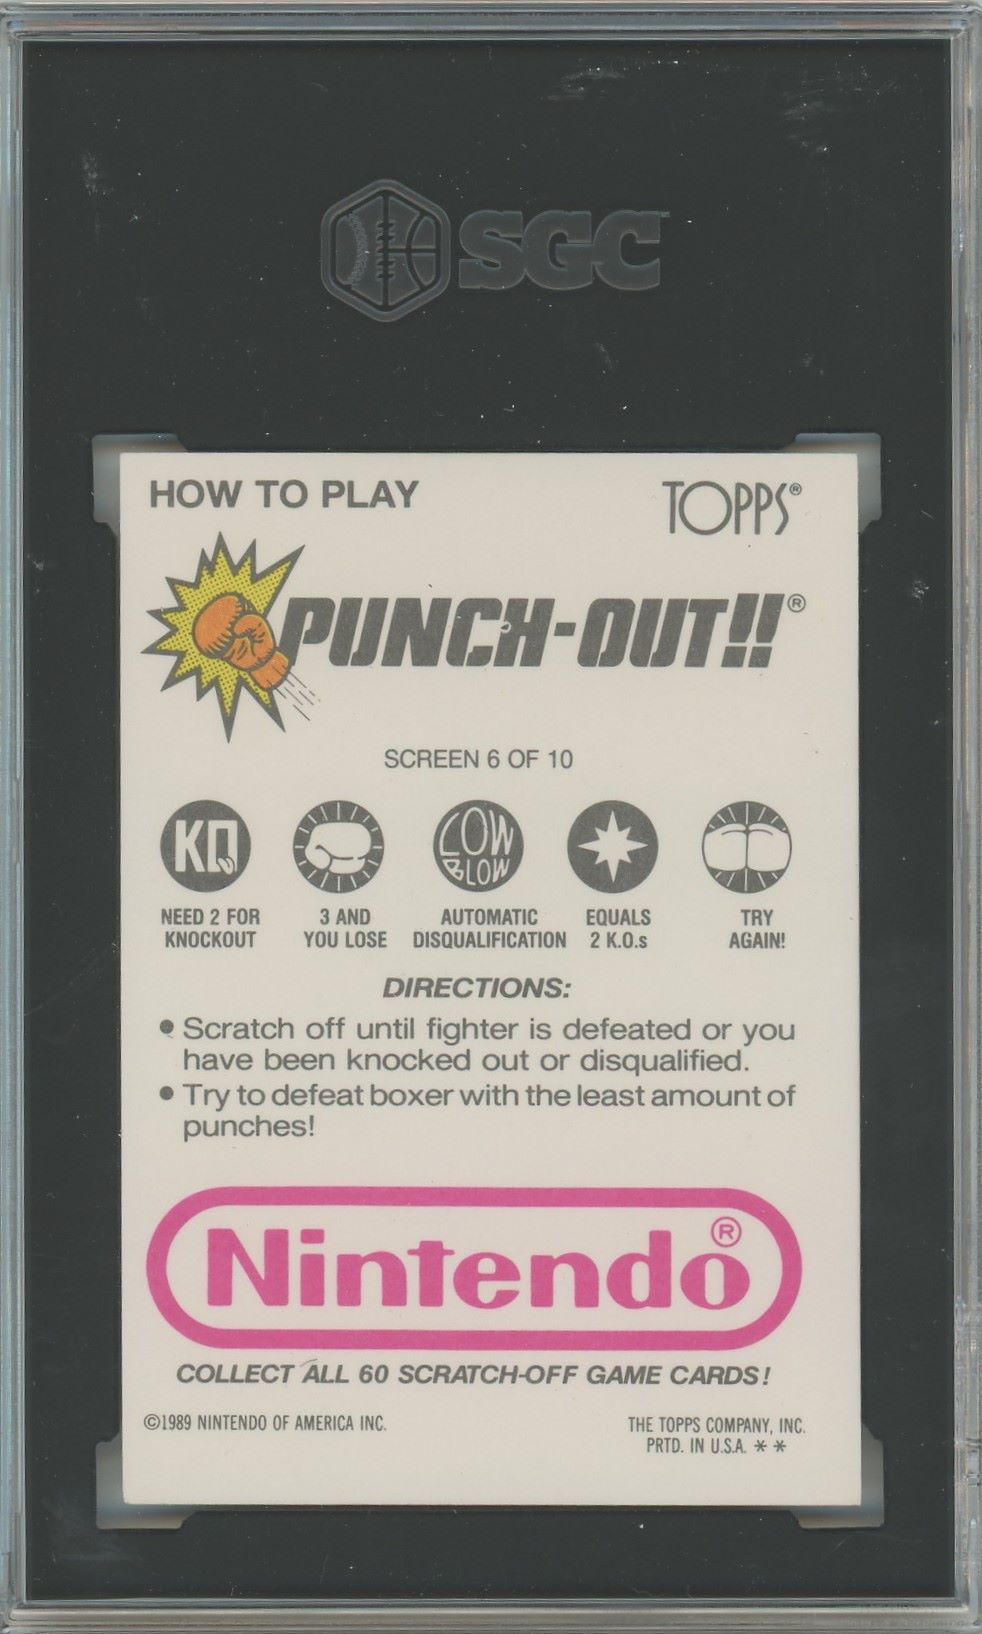 SGC
HOW TO PLAY
TOPPS®
PUNCH-OUT!!®
SCREEN 6 OF 10
KO
LOW
BLOW
NEED 2 FOR
KNOCKOUT
3 AND
YOU LOSE
AUTOMATIC
DISQUALIFICATION
EQUALS
2 K.O.s
TRY
AGAIN!
DIRECTIONS:
• Scratch off until fighter is defeated or you
have been knocked out or disqualified.
• Try to defeat boxer with the least amount of
punches!
Nintendo®
COLLECT ALL 60 SCRATCH-OFF GAME CARDS!
©1989 NINTENDO OF AMERICA INC.
THE TOPPS COMPANY, INC.
PRTD. IN U.S.A. * *